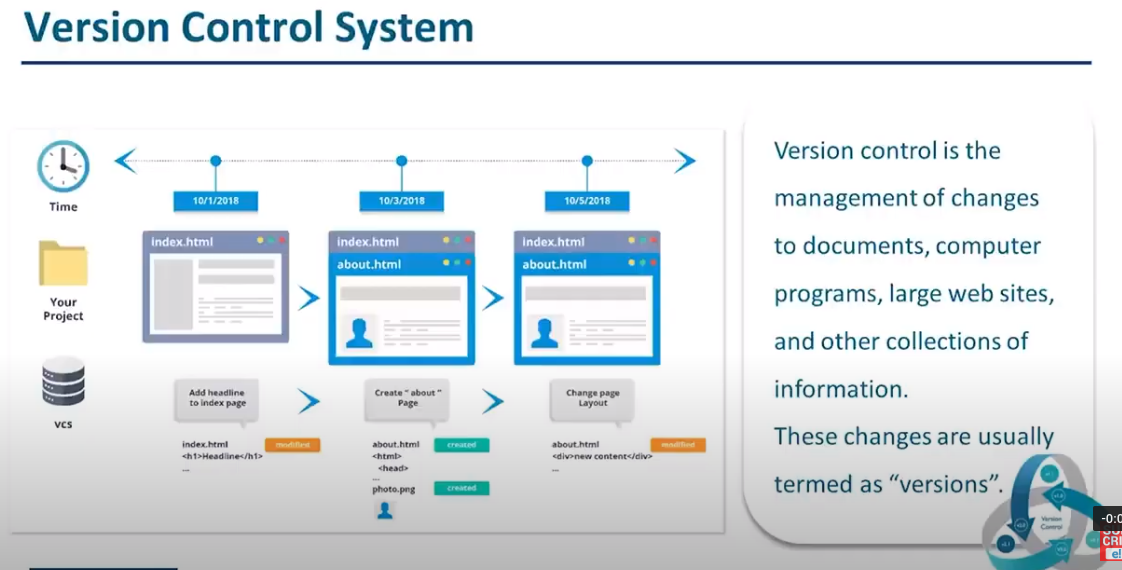 Version Control System
Time
10/1/2018
10/3/2018
10/5/2018
Your
Project
index.html
index.html
about.html
index.html
about.html
vcs
Add headline
to index page
Create " about "
Page
Change page
Layout
index.html
modified
<h1>Headline</h1>
...
about.html
created
<html>
<head>
...
photo.png
created
about.html
modified
<div>new content</div>
...
Version control is the
management of changes
to documents, computer
programs, large web sites,
and other collections of
information.
These changes are usually
termed as “versions”.
Version
Control